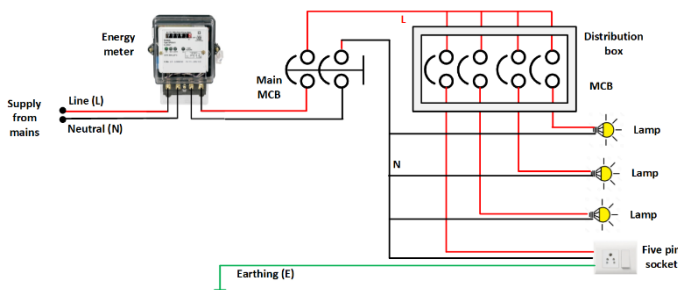 Energy
meter
L
Distribution
box
Main
MCB
MCB
Supply
from
mains
Line (L)
Neutral (N)
Lamp
N
Lamp
Lamp
Five pin
socket
Earthing (E)